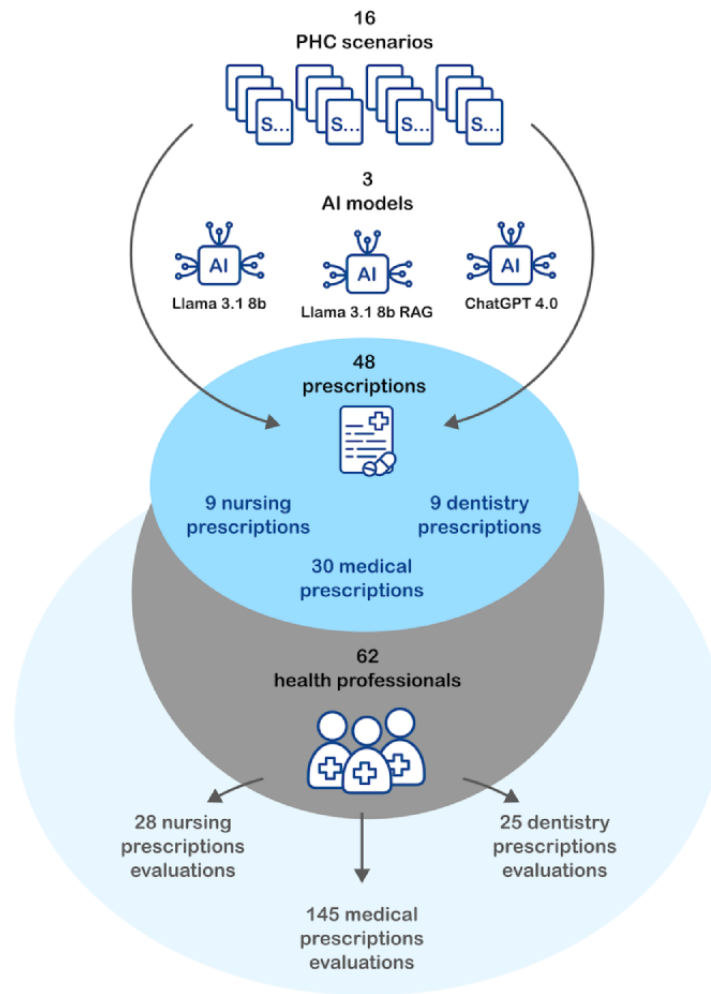 16
PHC scenarios
S...
S...
S...
S...
3
AI models
AI
AI
AI
Llama 3.1 8b
Llama 3.1 8b RAG
ChatGPT 4.0
48
prescriptions
9 nursing
prescriptions
9 dentistry
prescriptions
30 medical
prescriptions
62
health professionals
28 nursing
prescriptions
evaluations
25 dentistry
prescriptions
evaluations
145 medical
prescriptions
evaluations